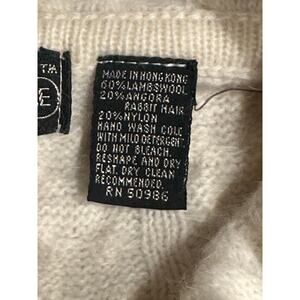 TM
E
MADE IN HONG KONG
60% LAMBSWOOL
20% ANGORA
RABBIT HAIR
20% NYLON
HAND WASH COLD
WITH MILD DETERGENT
DO NOT BLEACH.
RESHAPE AND DRY
FLAT. DRY CLEAN
RECOMMENDED.
RN 50986